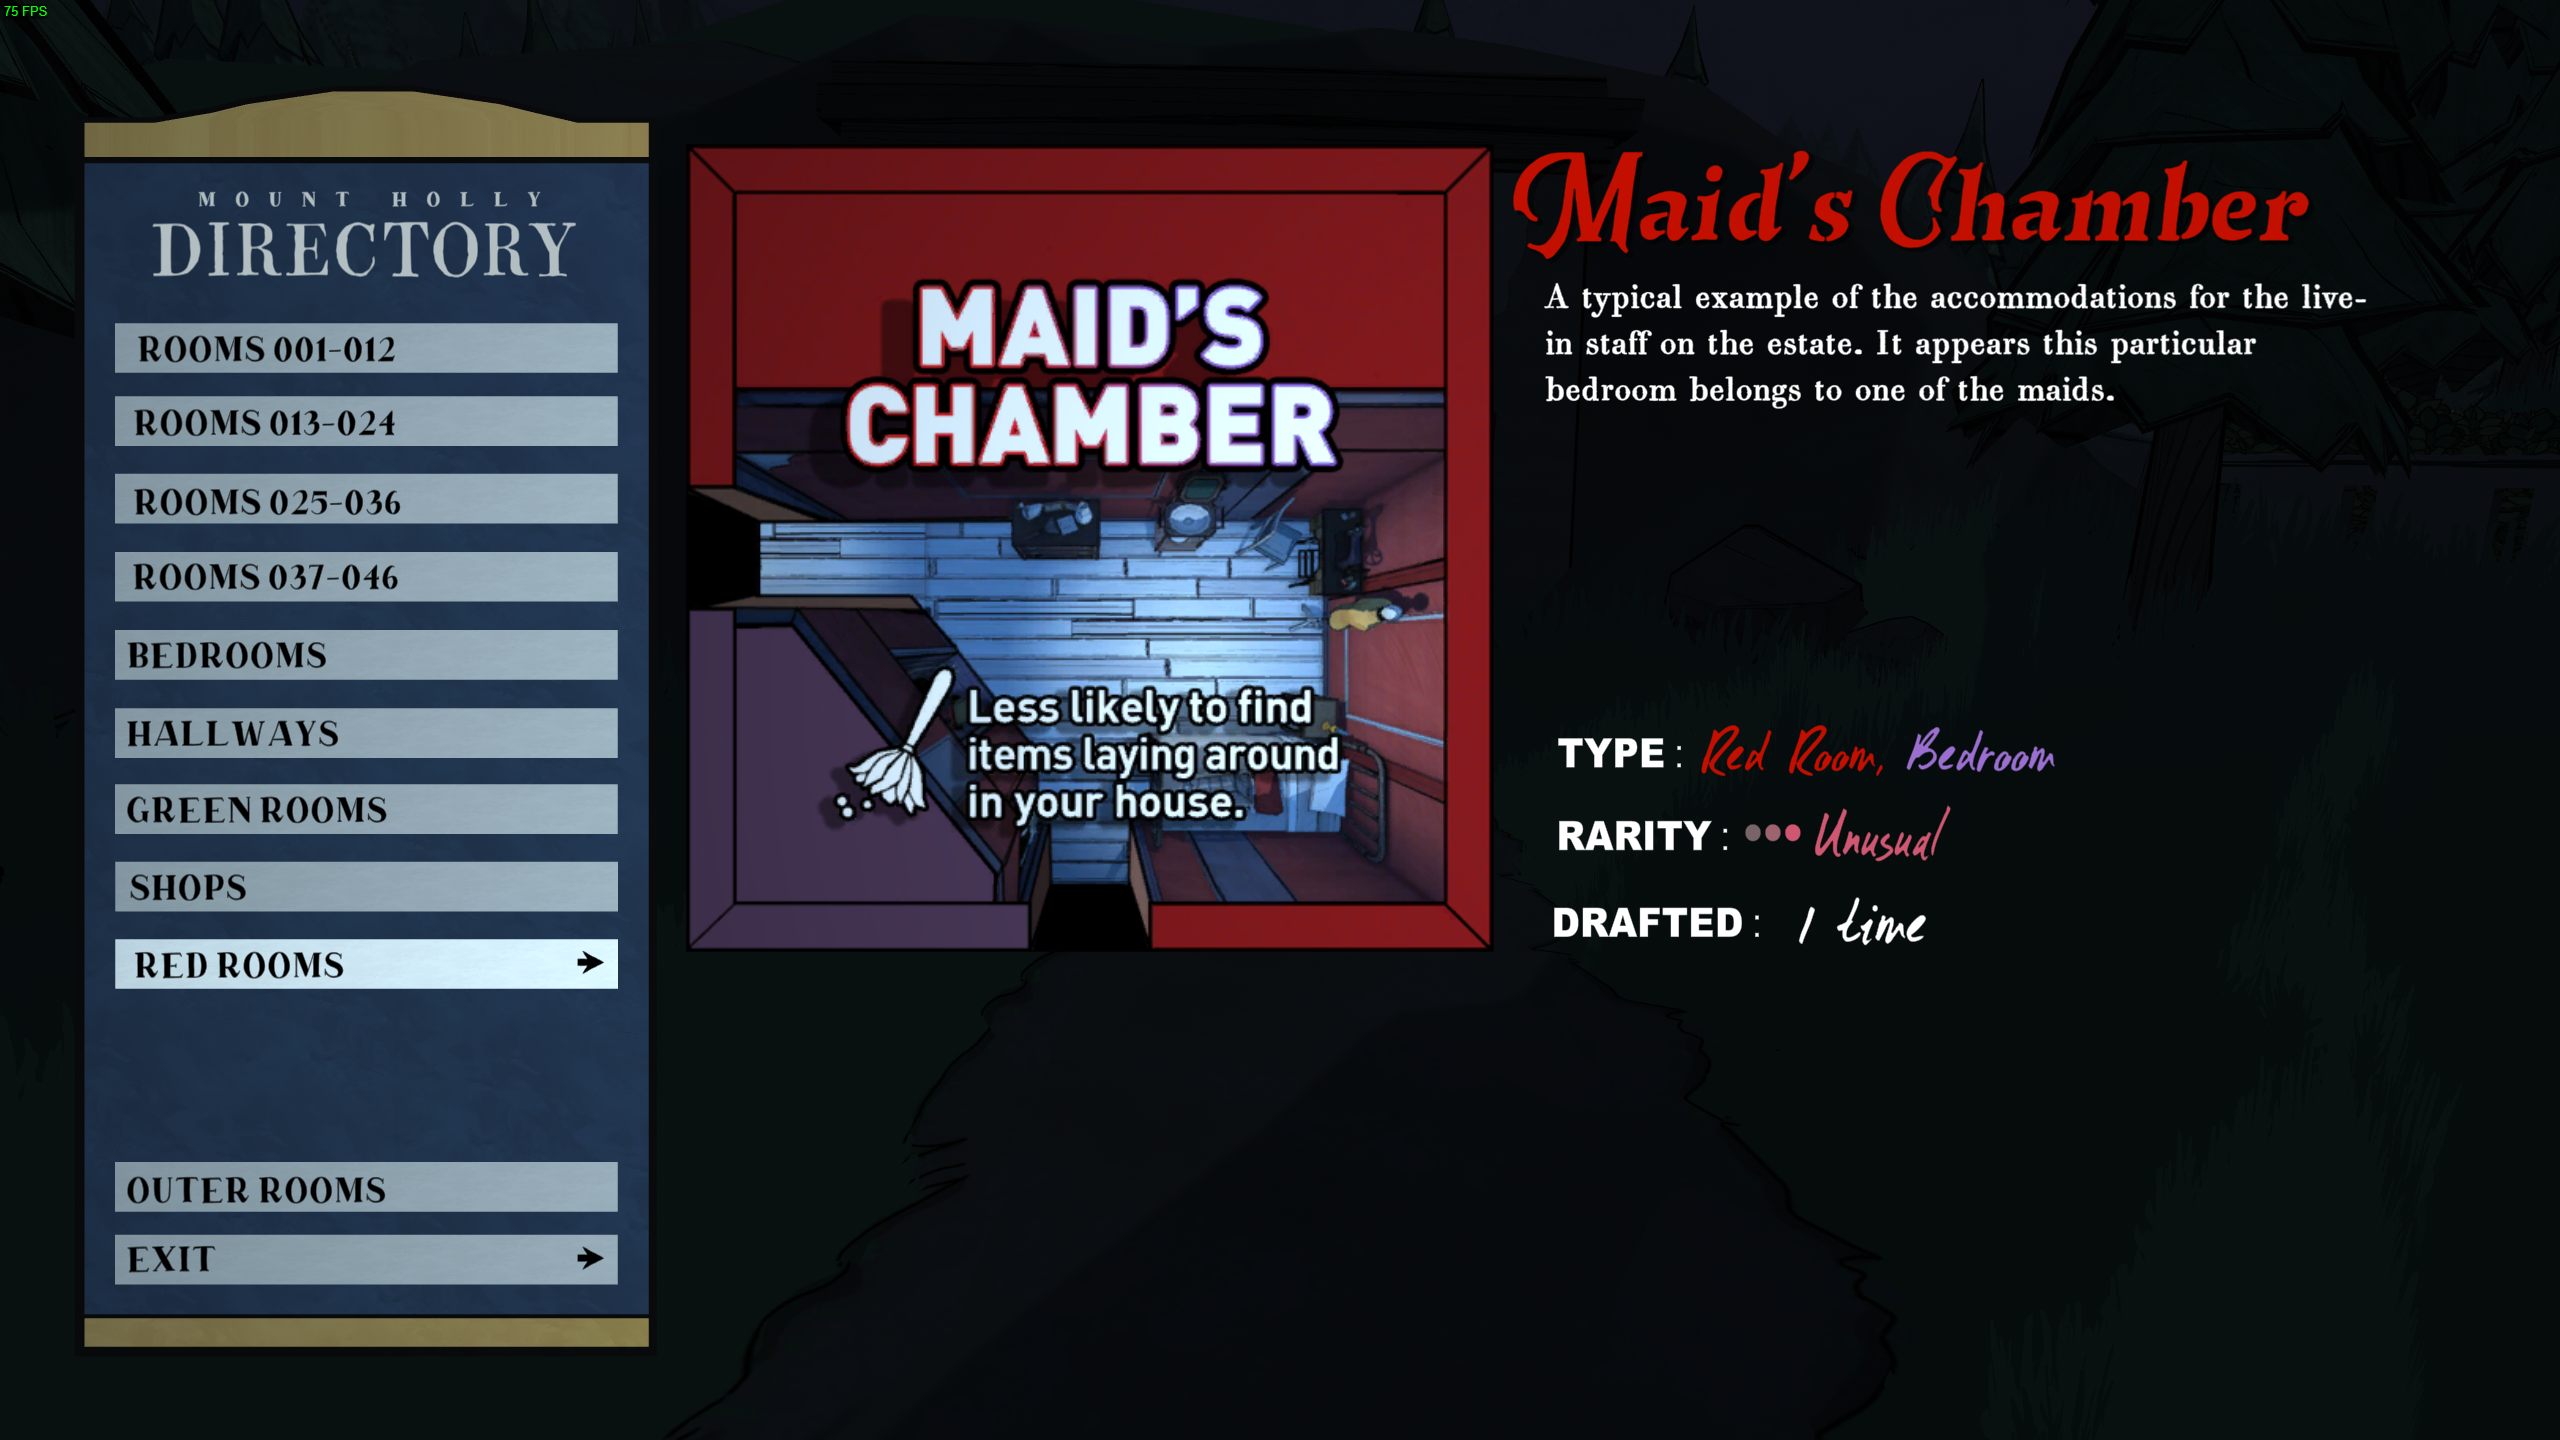 75 FPS
MOUNT HOLLY
DIRECTORY
ROOMS 001-012
ROOMS 013-024
ROOMS 025-036
ROOMS 037-046
BEDROOMS
HALLWAYS
GREEN ROOMS
SHOPS
RED ROOMS
OUTER ROOMS
EXIT
MAID'S
CHAMBER
Less likely to find
items laying around
in your house.
Maid's Chamber
A typical example of the accommodations for the live-
in staff on the estate. It appears this particular
bedroom belongs to one of the maids.
TYPE : Red Room, Bedroom
RARITY : Unusual
DRAFTED : 1 time